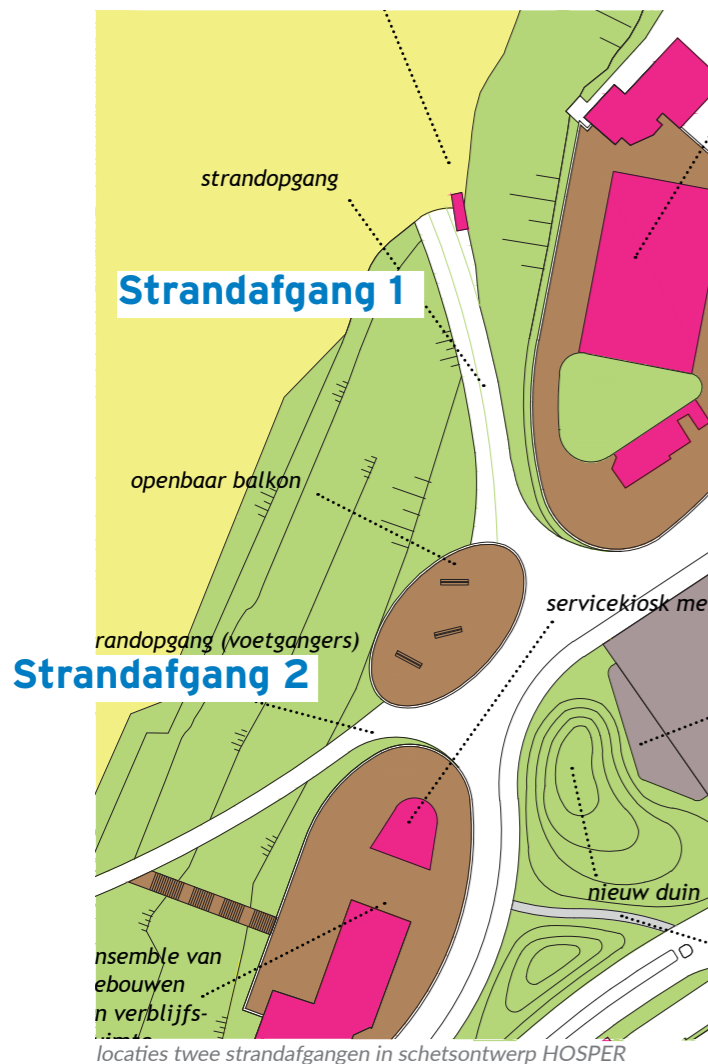 strandopgang
Strandafgang 1
openbaar balkon
servicekiosk me
randopgang (voetgangers)
Strandafgang 2
nieuw duin
nsemble van
ebouwen
n verblijfs-
uimte
locaties twee strandafgangen in schetsontwerp HOSPER